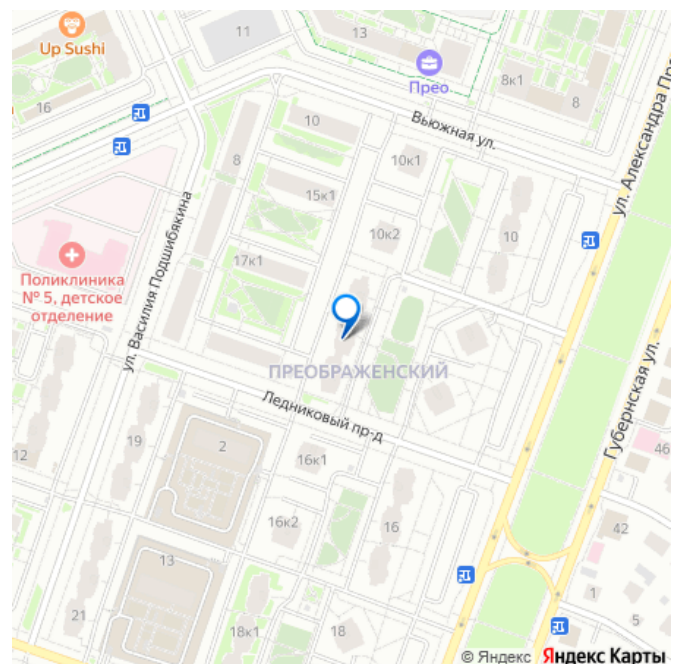 Up Sushi
11
13
Прео
8к1
8
16
Вьюжная ул.
ул. Александра Про
10
8
10к1
15к1
10к2
10
17к1
Поликлиника
№ 5, детское
отделение
ул. Василия Подшибякина
ПРЕОБРАЖЕНСКИЙ
Ледниковый пр-д
Губернская ул.
46
19
2
12
16к1
16к2
16
42
13
1
5
21
18к1
18
© Яндекс Яндекс Карты